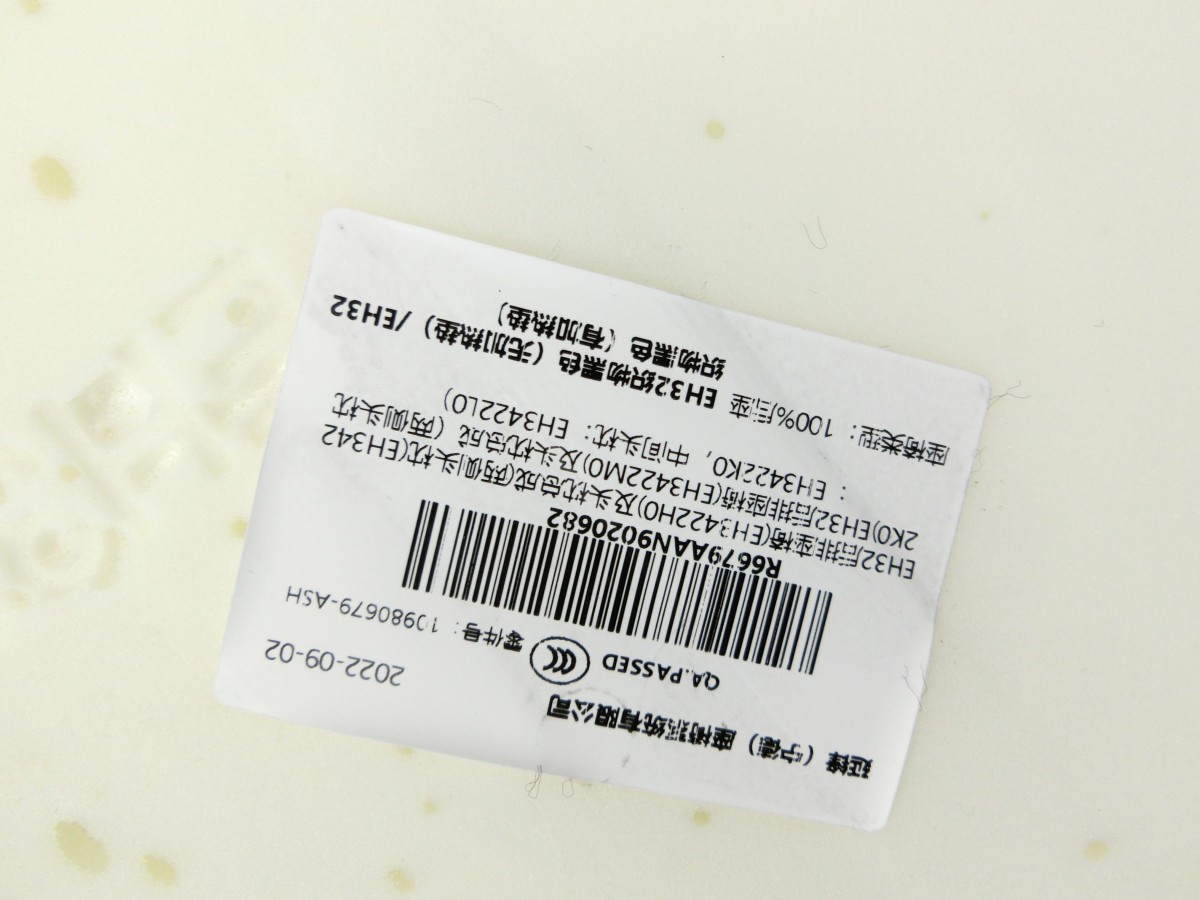 延锋（宁德）座椅系统有限公司
QA.PASSED
2022-09-02
零件号：10980679-ASH
R6679AAN9020682
EH32后排座椅(EH3422H0)及头枕总成(两侧头枕(EH342
2K0)EH32后排座椅(EH3422M0)及头枕总成（两侧头枕
：EH3422K0，中间头枕：EH3422L0)
座椅类型：100%后座 EH32织物黑色（无加热垫）/EH32
织物黑色（有加热垫）